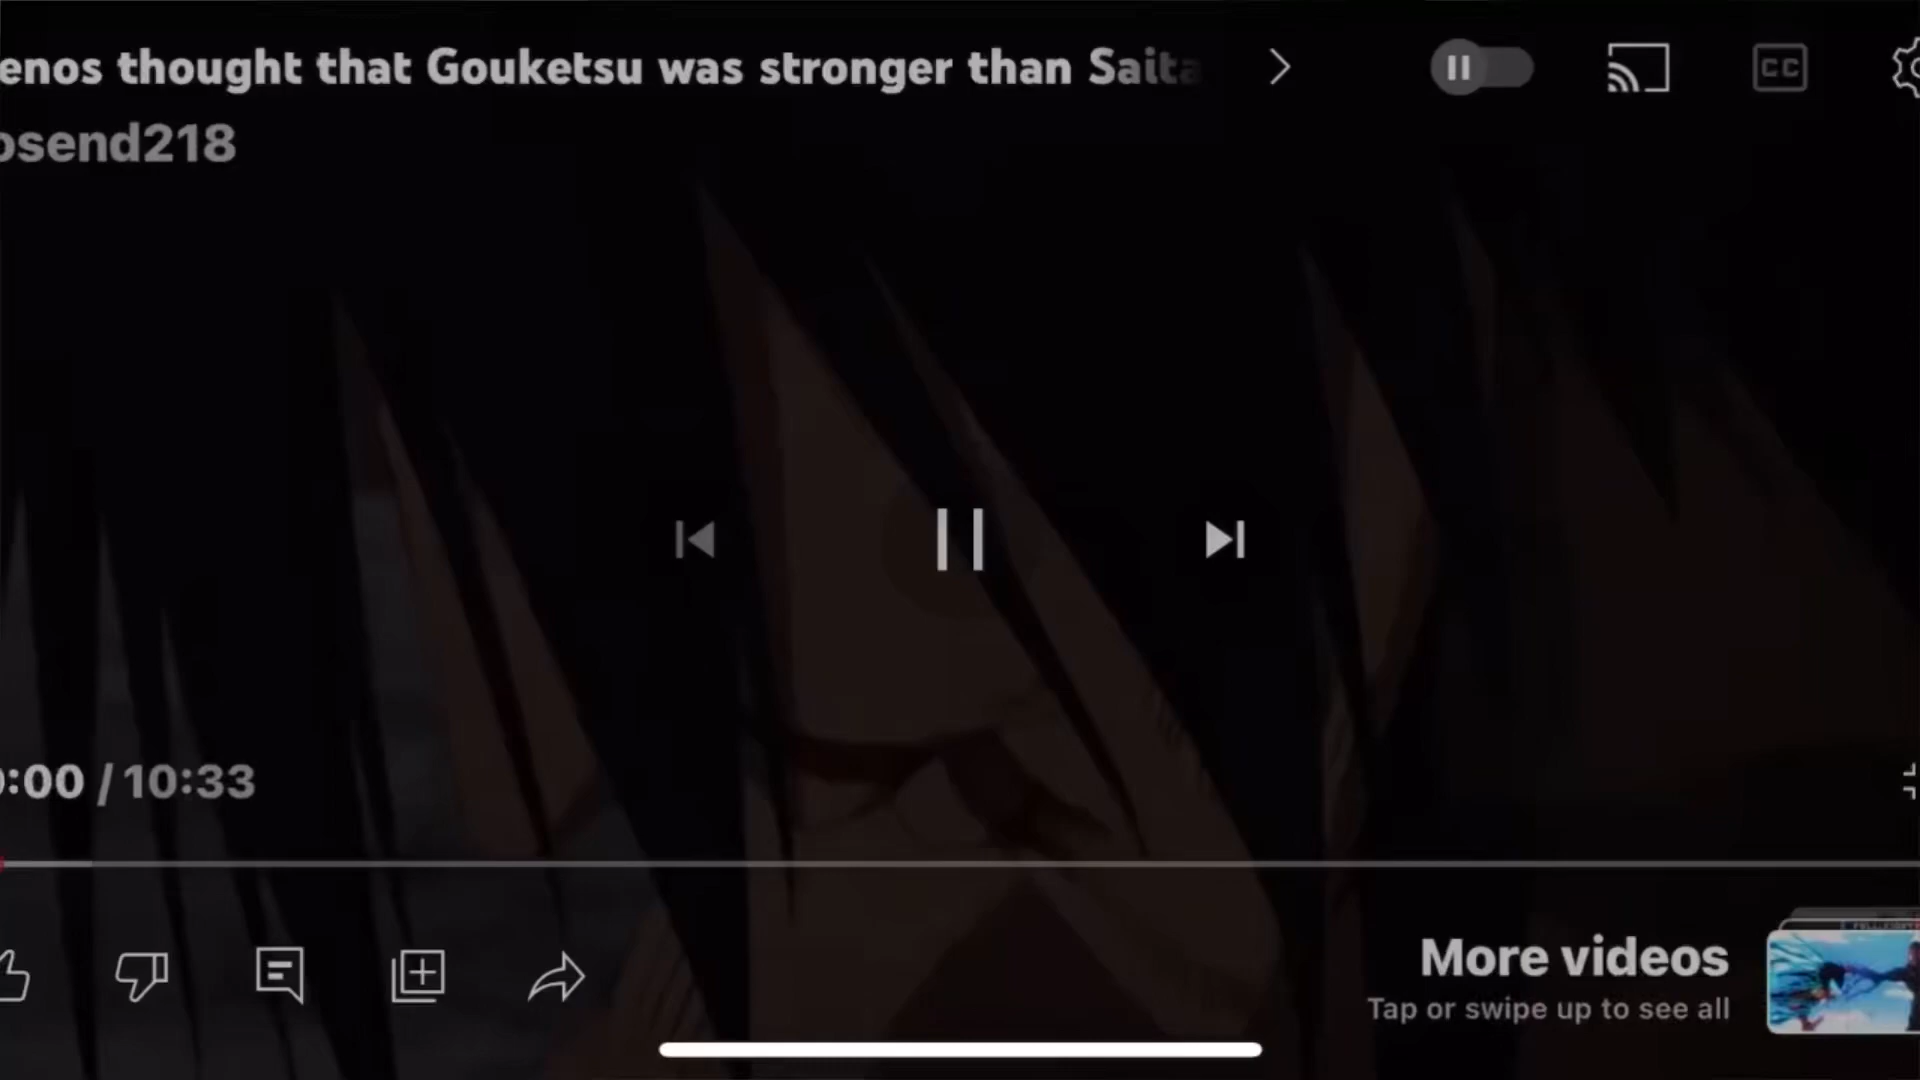 enos thought that Gouketsu was stronger than Saita
CC
osend218
0:00 / 10:33
More videos
Tap or swipe up to see all